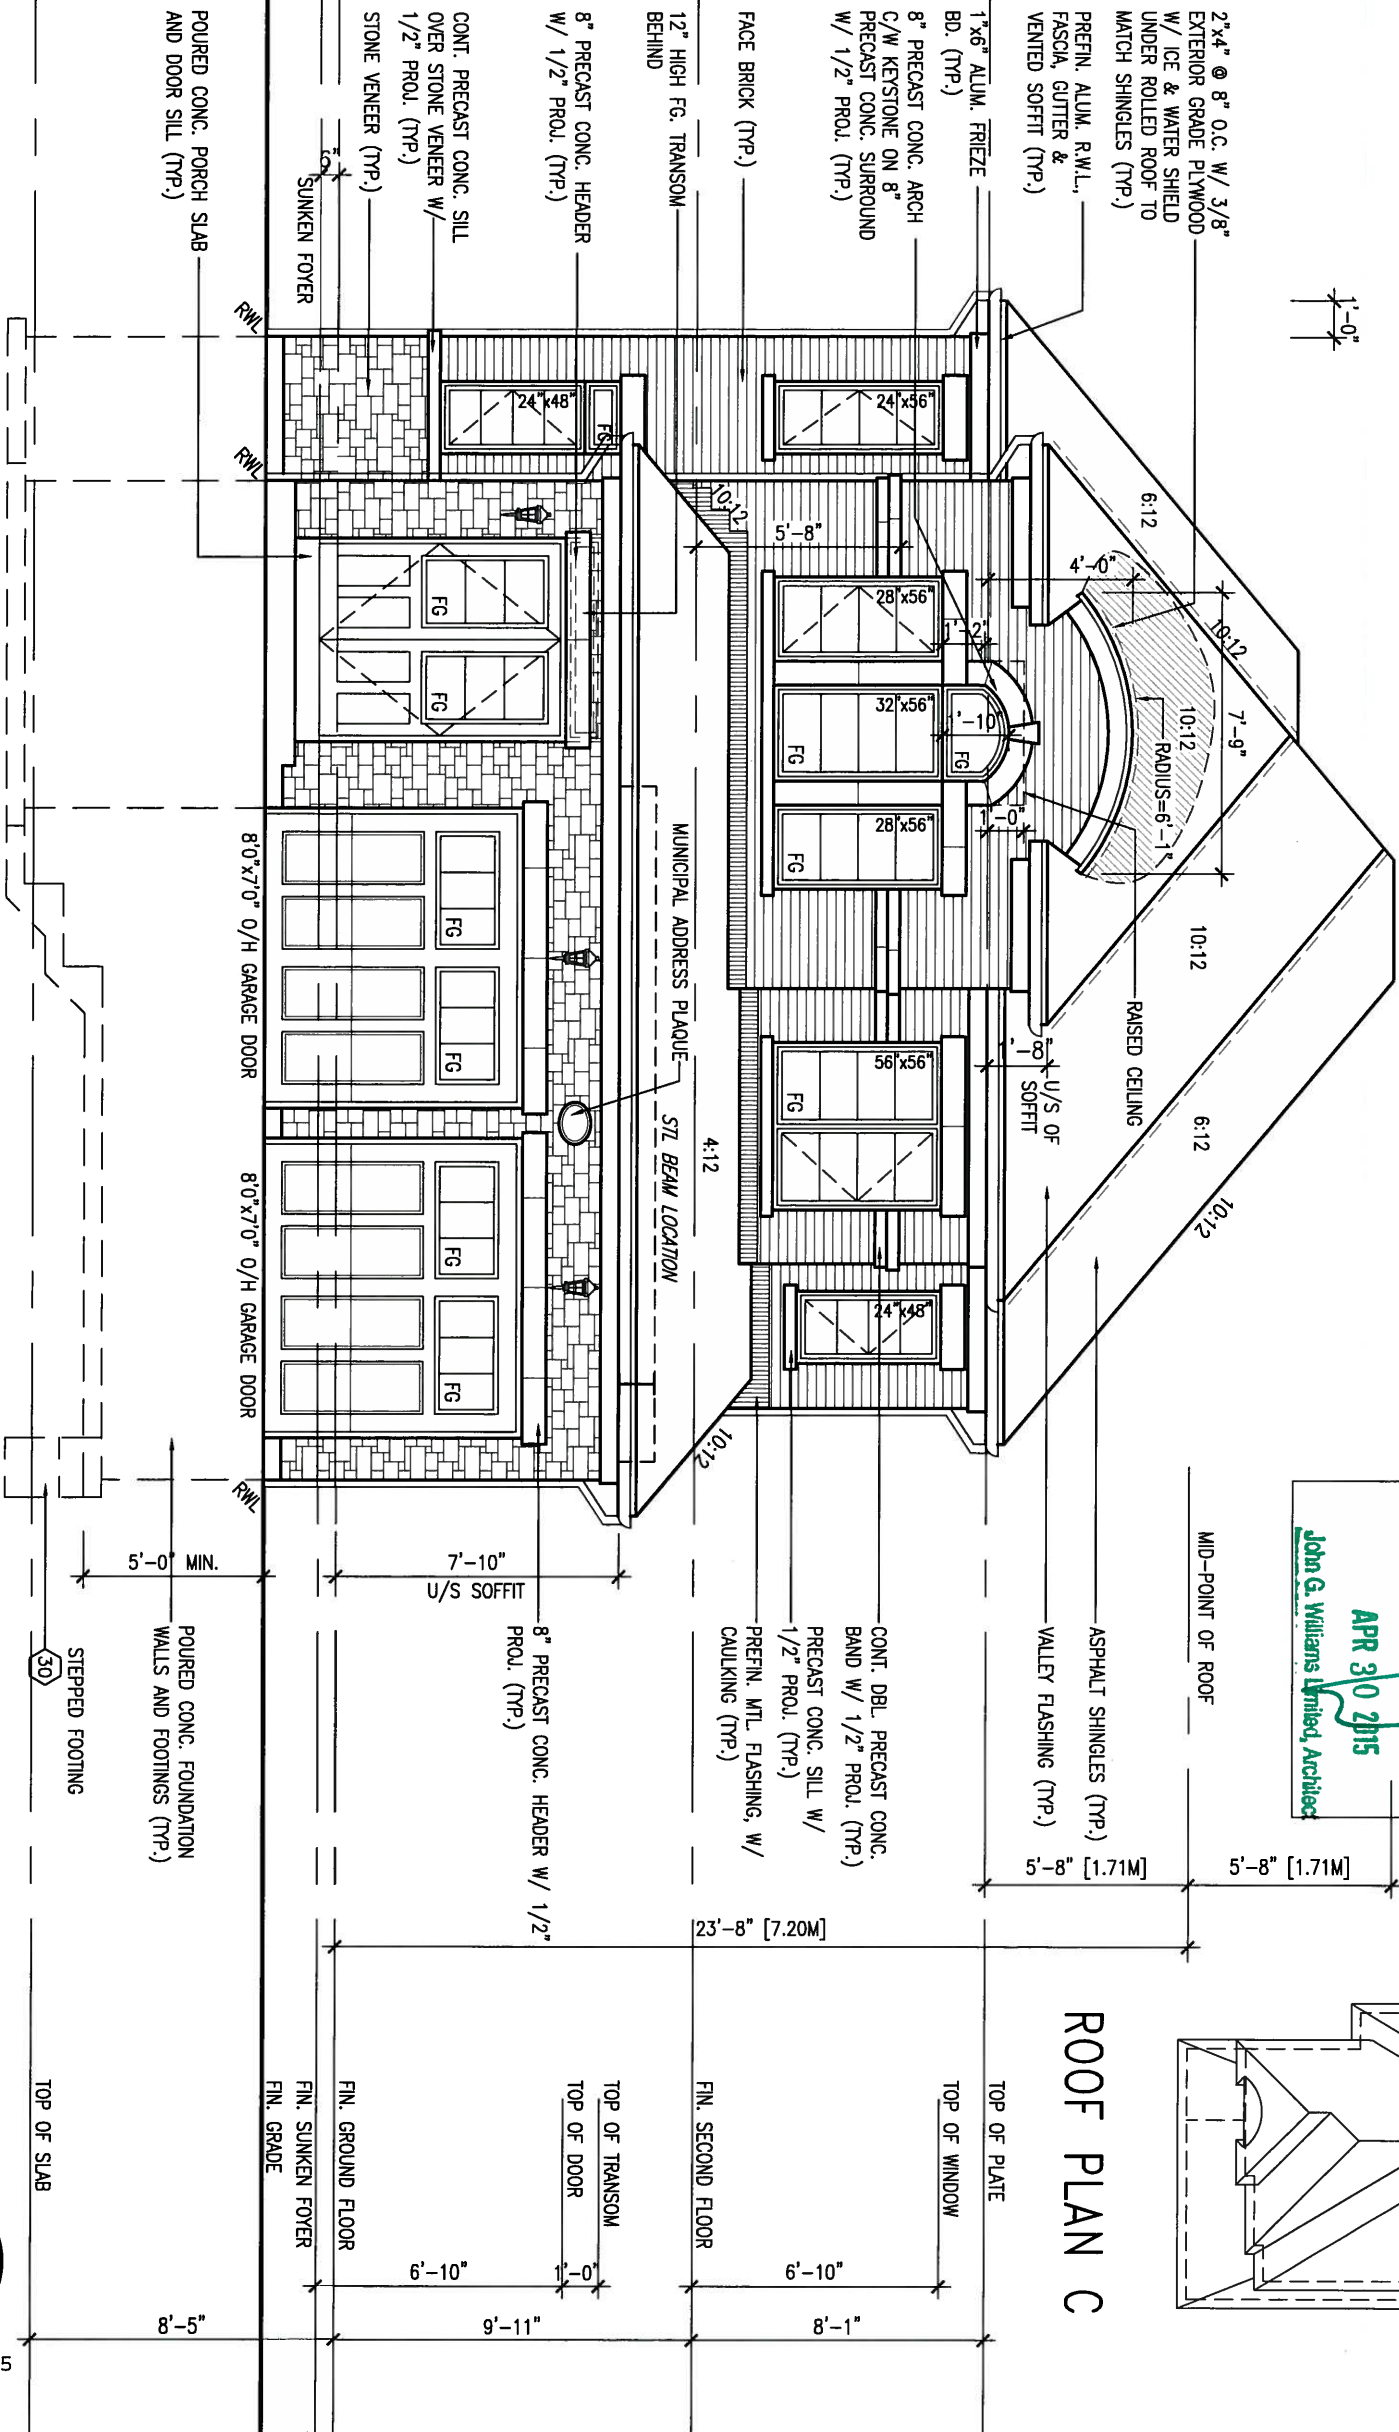 2"x4" @ 8" O.C. W/ 3/8"
EXTERIOR GRADE PLYWOOD
W/ ICE & WATER SHIELD
UNDER ROLLED ROOF TO
MATCH SHINGLES (TYP.)
PREFIN. ALUM. R.W.L.,
FASCIA, GUTTER &
VENTED SOFFIT (TYP.)
1"x6" ALUM. FRIEZE
BD. (TYP.)
8" PRECAST CONC. ARCH
C/W KEYSTONE ON 8"
PRECAST CONC. SURROUND
W/ 1/2" PROJ. (TYP.)
FACE BRICK (TYP.)
12" HIGH FG. TRANSOM
BEHIND
8" PRECAST CONC. HEADER
W/ 1/2" PROJ. (TYP.)
CONT. PRECAST CONC. SILL
OVER STONE VENEER W/
1/2" PROJ. (TYP.)
STONE VENEER (TYP.)
6"
SUNKEN FOYER
POURED CONC. PORCH SLAB
AND DOOR SILL (TYP.)
1'-0"
6:12
4'-0"
10:12
7'-9"
10:12
RADIUS=6'-1"
10:12
6:12
10:12
RAISED CEILING
1'-0"
'-8"
U/S OF
SOFFIT
24"x56"
28"x56"
1'-2"
32"x56"
1'-10"
FG
FG
28"x56"
FG
56"x56"
FG
24"x48"
5'-8"
10:12
24"x48"
FG
4:12
10:12
MUNICIPAL ADDRESS PLAQUE
STL BEAM LOCATION
FG
FG
FG
FG
FG
FG
RWL
RWL
RWL
8'0"x7'0" O/H GARAGE DOOR
8'0"x7'0" O/H GARAGE DOOR
APR 30 2015
John G. Williams Limited, Architect
MID-POINT OF ROOF
ASPHALT SHINGLES (TYP.)
VALLEY FLASHING (TYP.)
CONT. DBL. PRECAST CONC.
BAND W/ 1/2" PROJ. (TYP.)
PRECAST CONC. SILL W/
1/2" PROJ. (TYP.)
PREFIN. MTL. FLASHING, W/
CAULKING (TYP.)
8" PRECAST CONC. HEADER W/ 1/2"
PROJ. (TYP.)
7'-10"
U/S SOFFIT
5'-0" MIN.
POURED CONC. FOUNDATION
WALLS AND FOOTINGS (TYP.)
STEPPED FOOTING
30
5'-8" [1.71M]
5'-8" [1.71M]
23'-8" [7.20M]
ROOF PLAN C
TOP OF PLATE
TOP OF WINDOW
FIN. SECOND FLOOR
TOP OF TRANSOM
TOP OF DOOR
FIN. GROUND FLOOR
FIN. SUNKEN FOYER
FIN. GRADE
TOP OF SLAB
6'-10"
1'-0"
6'-10"
8'-1"
9'-11"
8'-5"
5